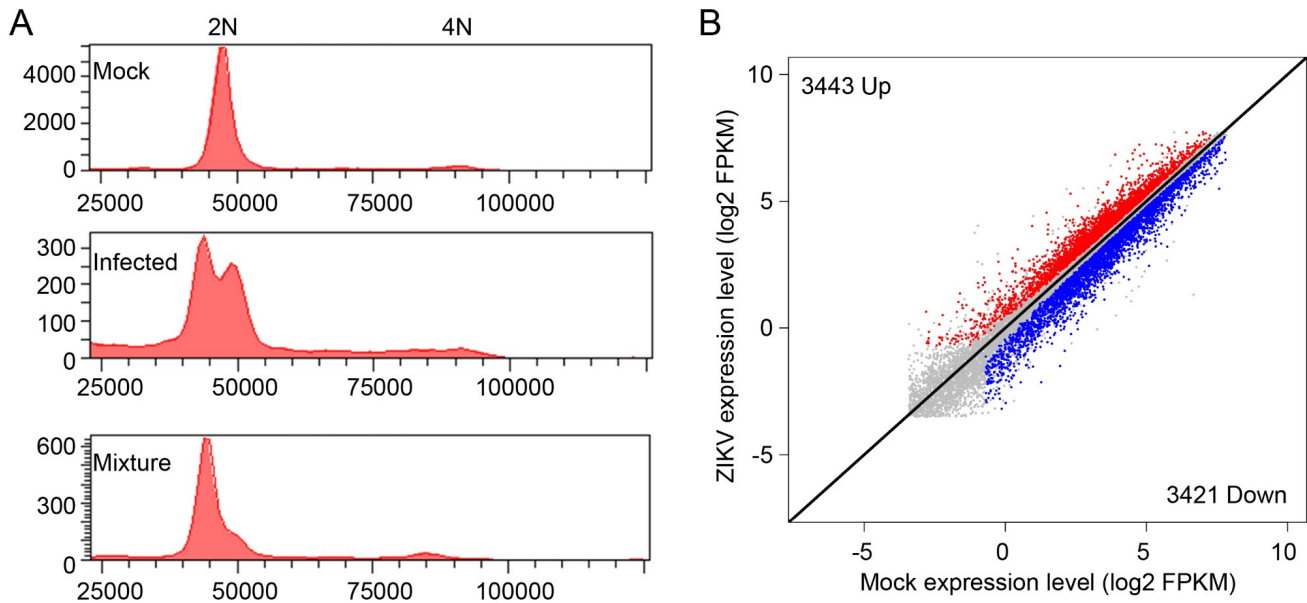 A
2N
4N
4000
2000
0
Mock
25000
50000
75000
100000
300
200
100
0
Infected
25000
50000
75000
100000
600
300
0
Mixture
25000
50000
75000
100000
B
ZIKV expression level (log2 FPKM)
10
5
0
-5
3443 Up
3421 Down
-5
0
5
10
Mock expression level (log2 FPKM)